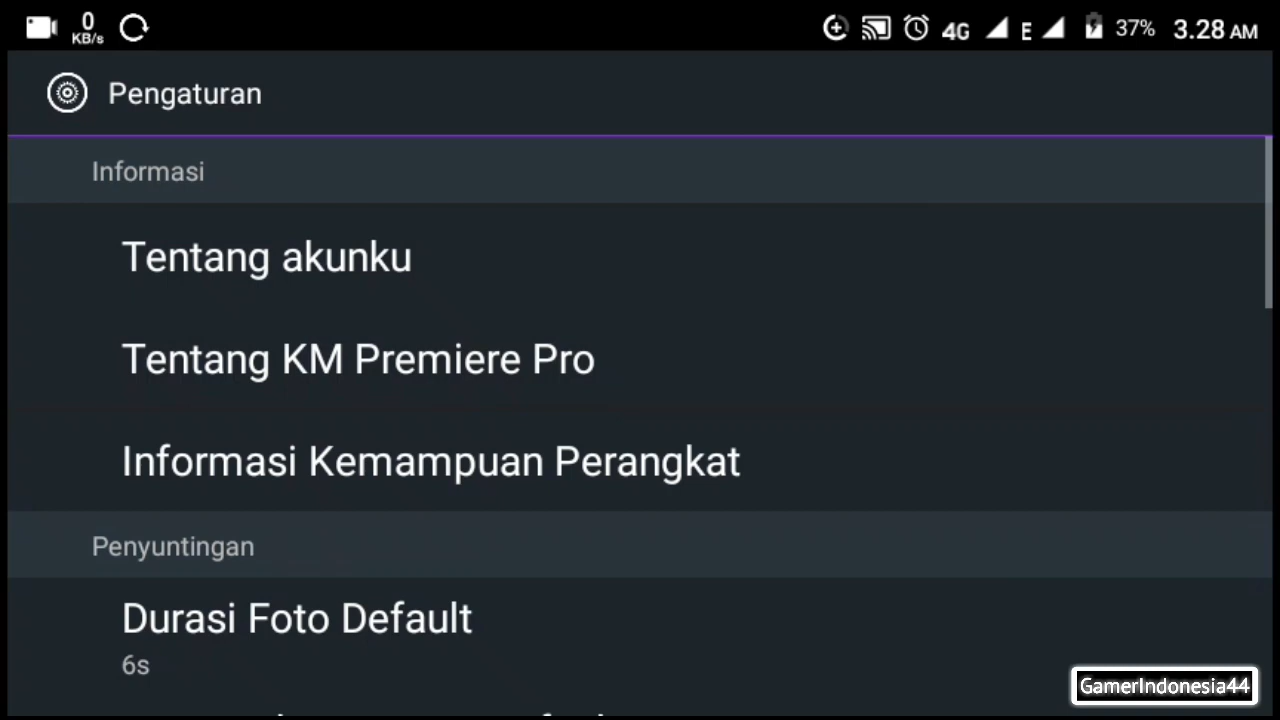 0
KB/s
4G E 37% 3.28 AM
Pengaturan
Informasi
Tentang akunku
Tentang KM Premiere Pro
Informasi Kemampuan Perangkat
Penyuntingan
Durasi Foto Default
6s
GamerIndonesia44